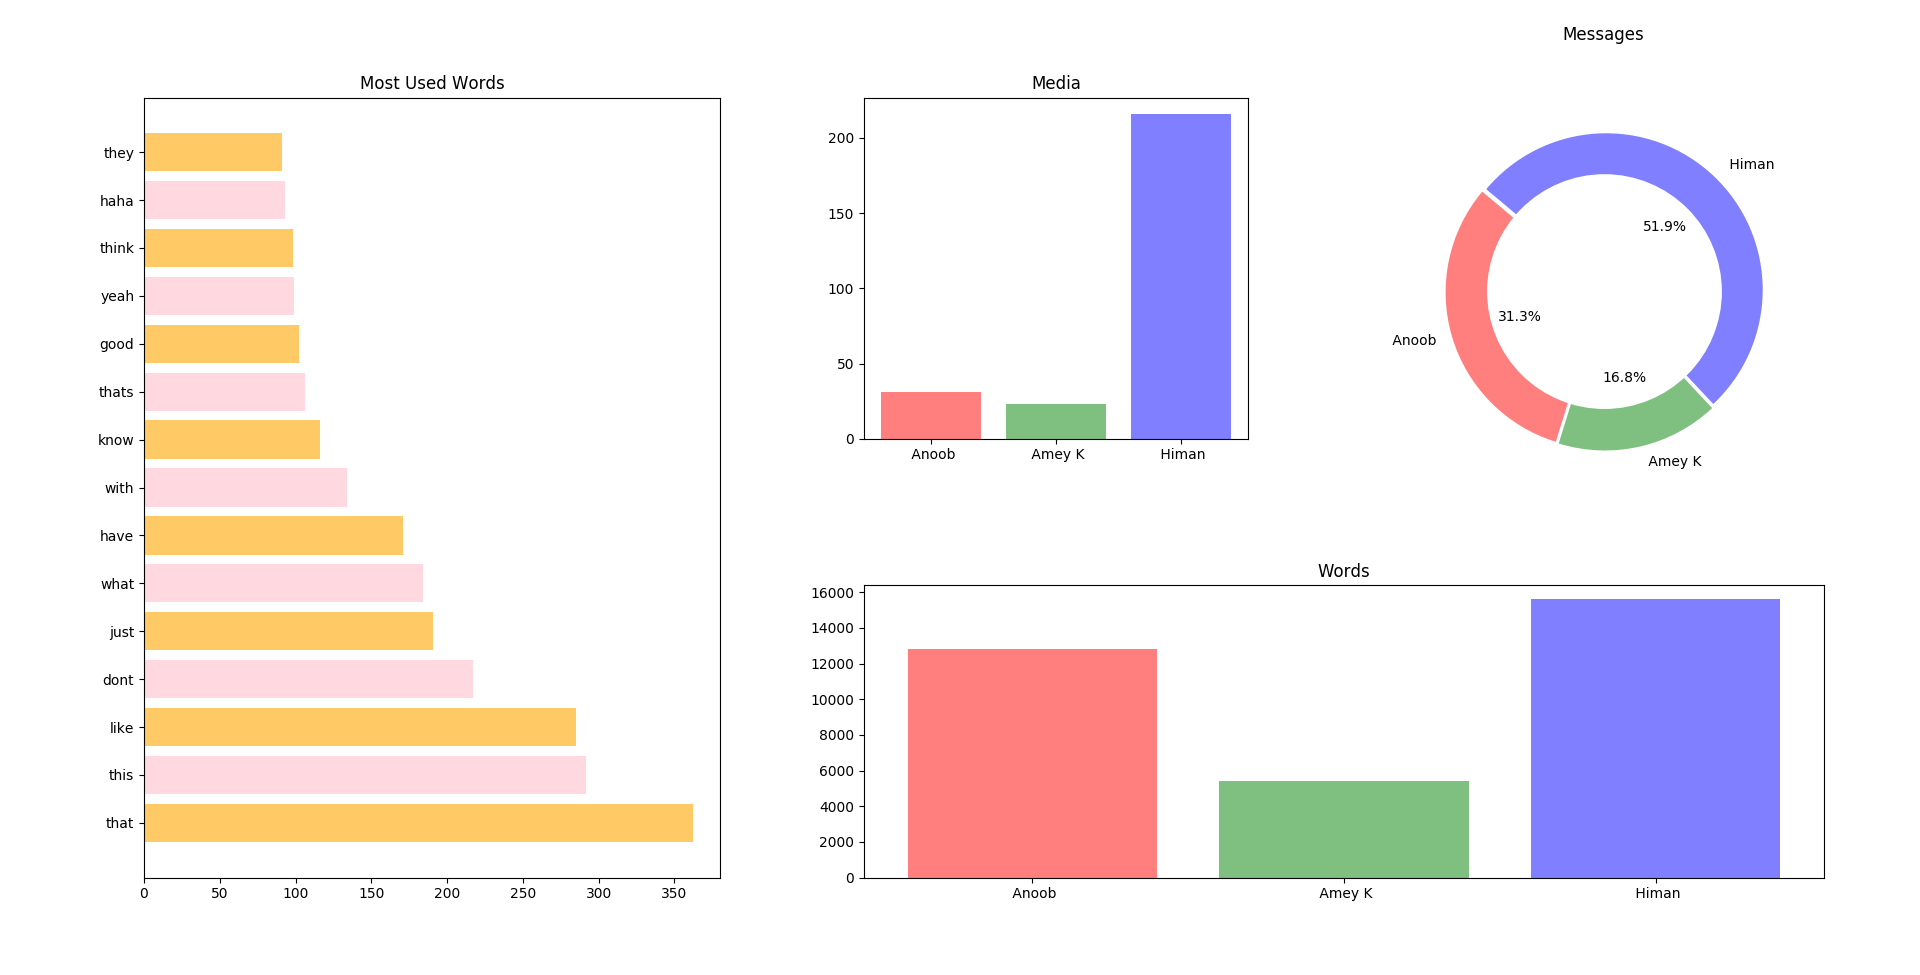 Most Used Words
they
haha
think
yeah
good
thats
know
with
have
what
just
dont
like
this
that
0 50 100 150 200 250 300 350
Media
200
150
100
50
0
Anoob Amey K Himan
Messages
Himan
51.9%
31.3%
Anoob
16.8%
Amey K
Words
16000
14000
12000
10000
8000
6000
4000
2000
0
Anoob Amey K Himan